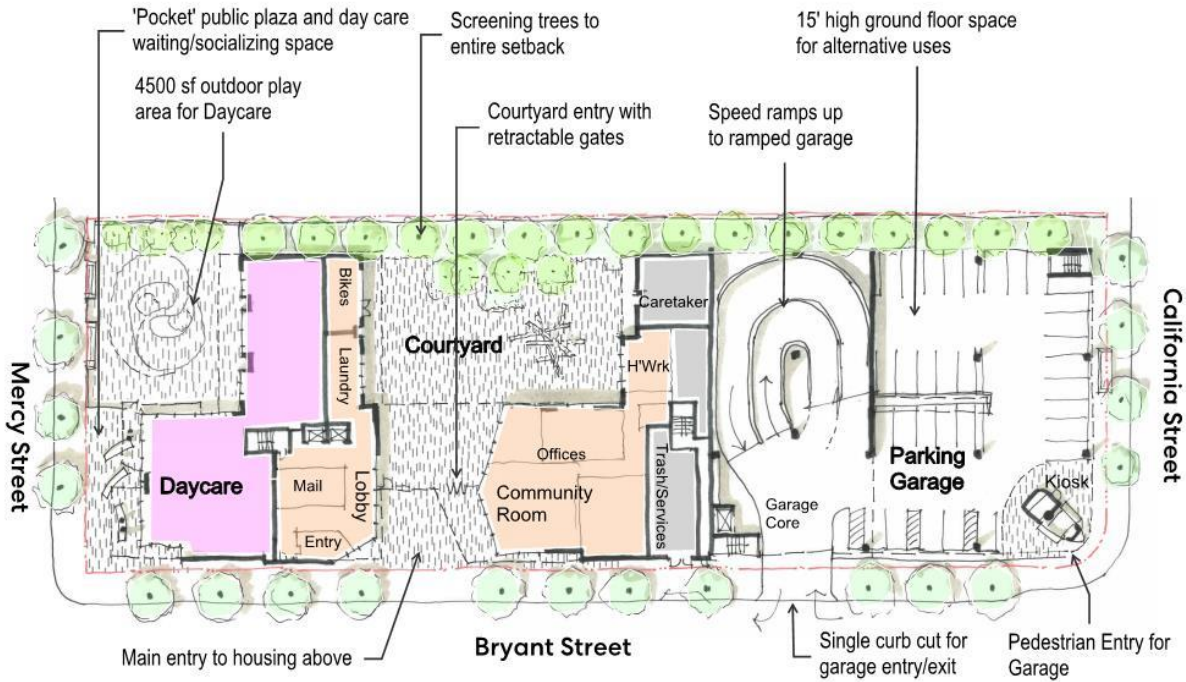 'Pocket' public plaza and day care
waiting/socializing space
4500 sf outdoor play
area for Daycare
Screening trees to
entire setback
Courtyard entry with
retractable gates
15' high ground floor space
for alternative uses
Speed ramps up
to ramped garage
Mercy Street
California Street
Bikes
Laundry
Courtyard
Caretaker
H'Wrk
Daycare
Mail
Lobby
Entry
Offices
Community
Room
Trash/Services
Garage
Core
Parking
Garage
Kiosk
Main entry to housing above
Bryant Street
Single curb cut for
garage entry/exit
Pedestrian Entry for
Garage